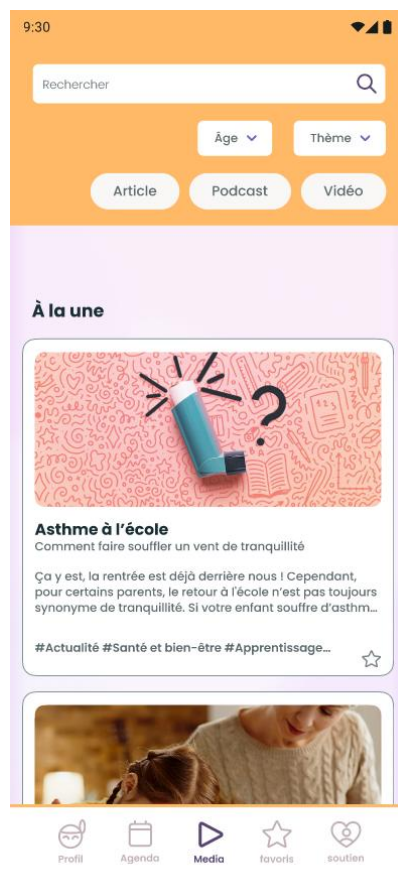 9:30
Rechercher
Âge
Thème
Article
Podcast
Vidéo
À la une
?
Asthme à l'école
Comment faire souffler un vent de tranquillité
Ça y est, la rentrée est déjà derrière nous ! Cependant,
pour certains parents, le retour à l'école n'est pas toujours
synonyme de tranquillité. Si votre enfant souffre d'asthm...
#Actualité #Santé et bien-être #Apprentissage...
Profil
Agenda
Media
favoris
soutien